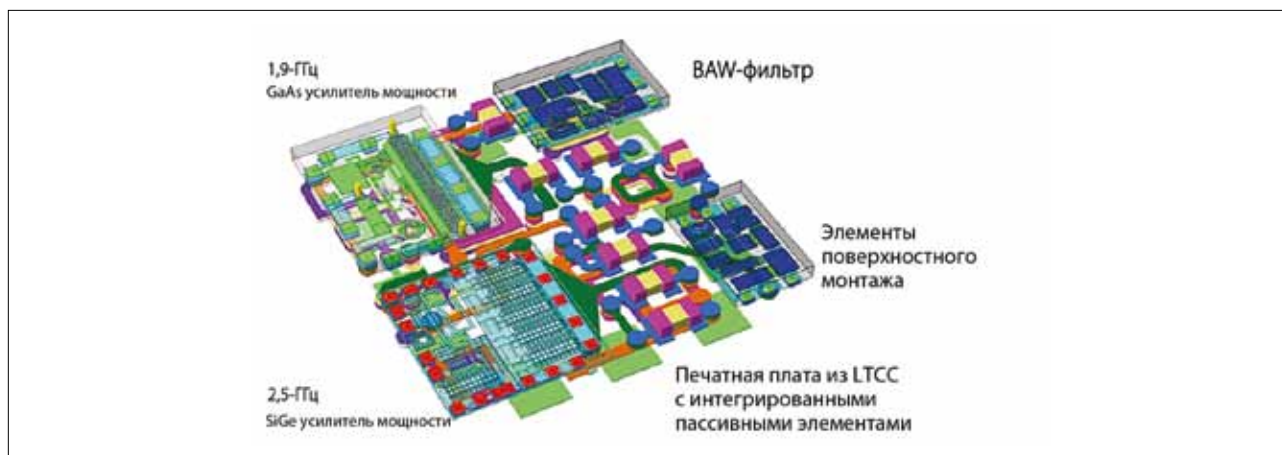 1,9-ГГц
GaAs усилитель мощности
BAW-фильтр
Элементы
поверхностного
монтажа
2,5-ГГц
SiGe усилитель мощности
Печатная плата из LTCC
с интегрированными
пассивными элементами